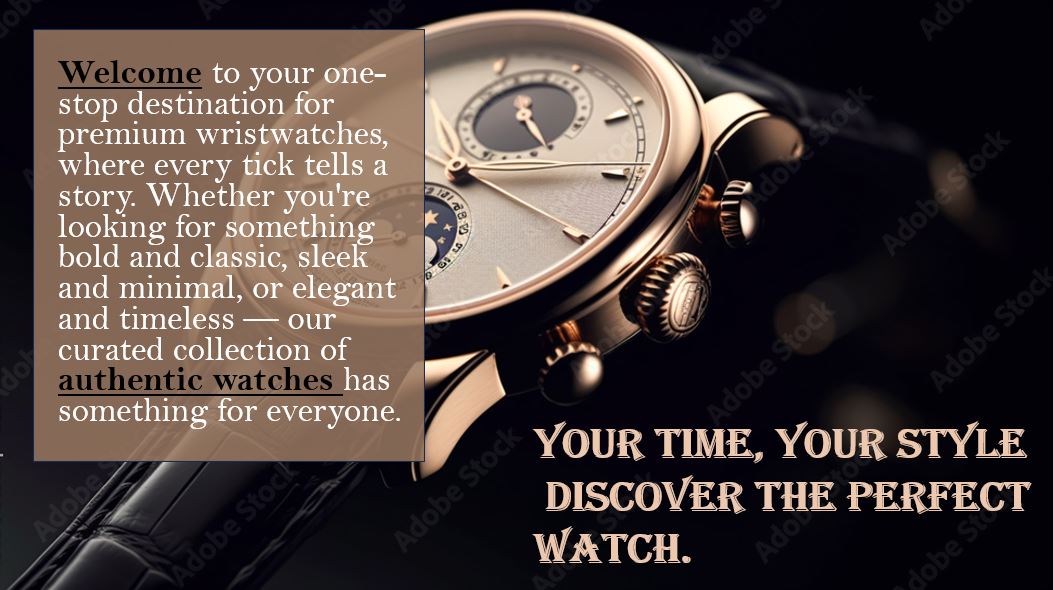 Welcome to your one-
stop destination for
premium wristwatches,
where every tick tells a
story. Whether you're
looking for something
bold and classic, sleek
and minimal, or elegant
and timeless — our
curated collection of
authentic watches has
something for everyone.
YOUR TIME, YOUR STYLE
DISCOVER THE PERFECT
WATCH.
Adobe Stock